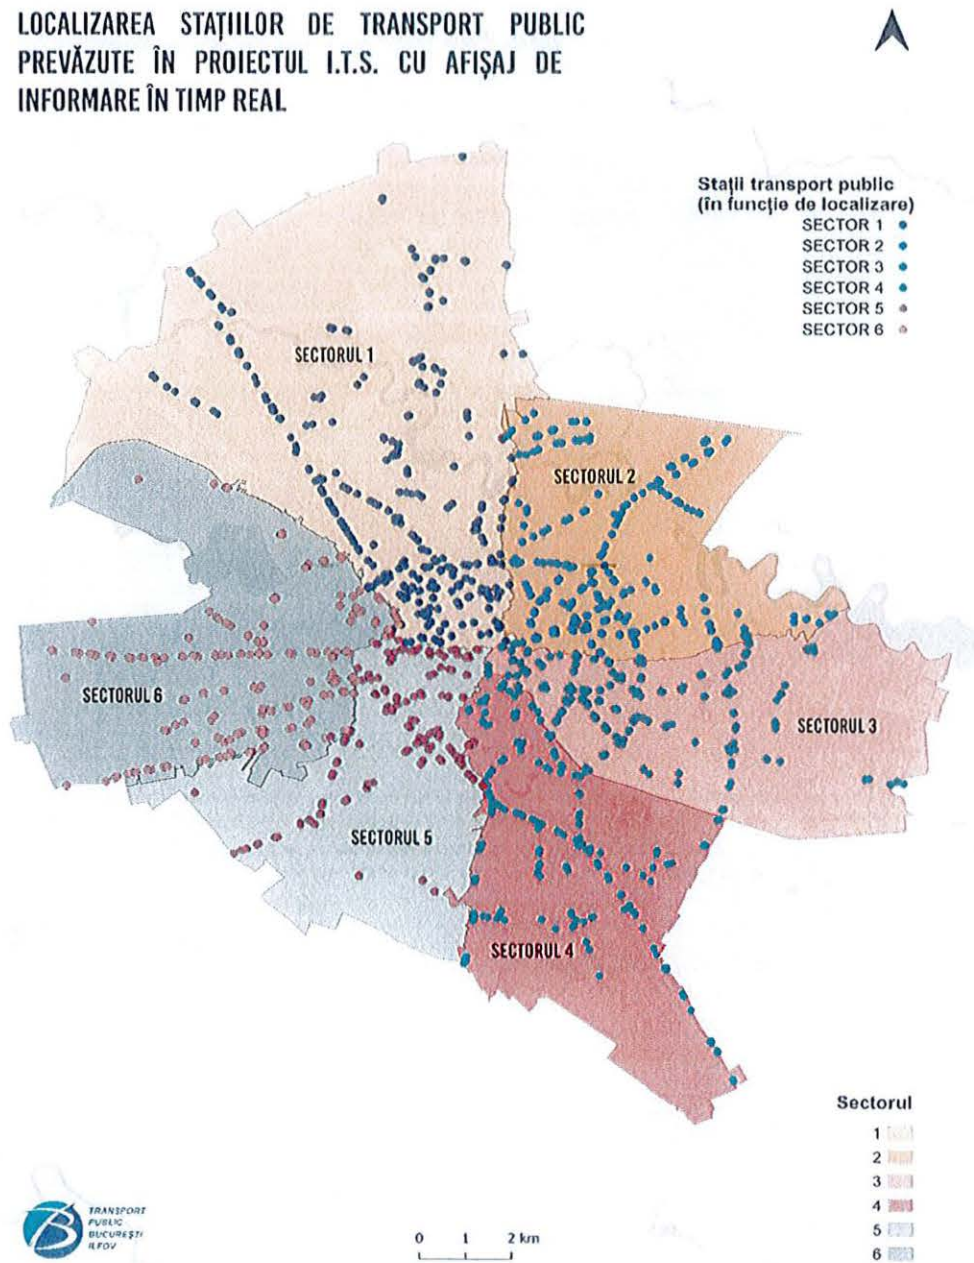 LOCALIZAREA STAȚIILOR DE TRANSPORT PUBLIC
PREVĂZUTE ÎN PROIECTUL I.T.S. CU AFIȘAJ DE
INFORMARE ÎN TIMP REAL
Stații transport public
(în funcție de localizare)
SECTOR 1
SECTOR 2
SECTOR 3
SECTOR 4
SECTOR 5
SECTOR 6
SECTORUL 1
SECTORUL 2
SECTORUL 6
SECTORUL 3
SECTORUL 5
SECTORUL 4
Sectorul
1
2
3
4
5
6
TRANSPORT
PUBLIC
BUCUREȘTI
ILFOV
0 1 2 km